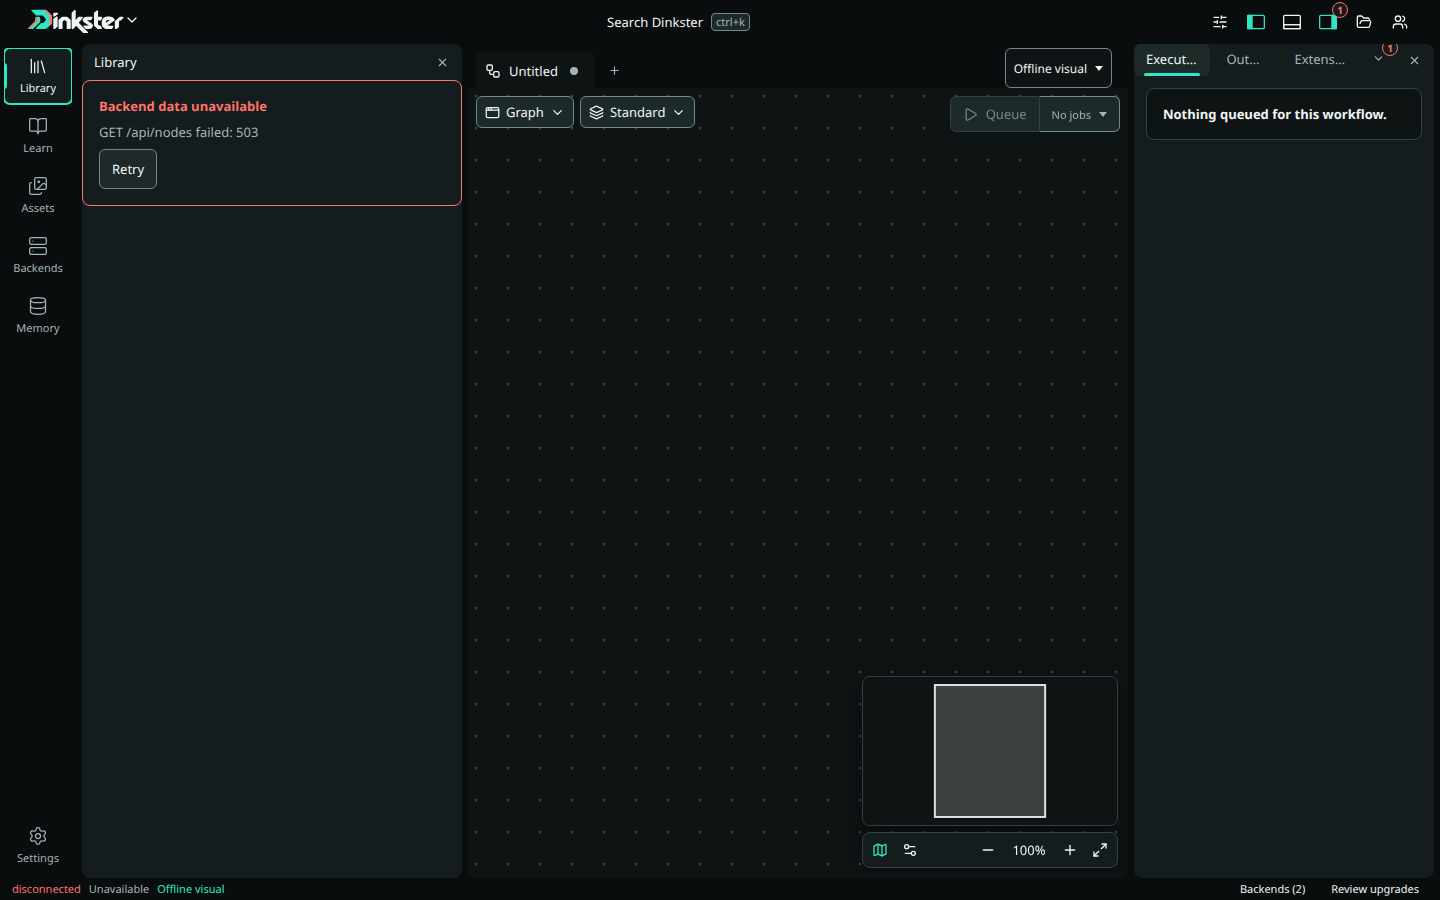 Dinkster
Search Dinkster ctrl+k
1
Library
Learn
Assets
Backends
Memory
Settings
Library
Backend data unavailable
GET /api/nodes failed: 503
Retry
Untitled
Offline visual
Graph
Standard
Queue
No jobs
100%
Execut...
Out...
Extens...
1
Nothing queued for this workflow.
disconnected Unavailable Offline visual
Backends (2)
Review upgrades